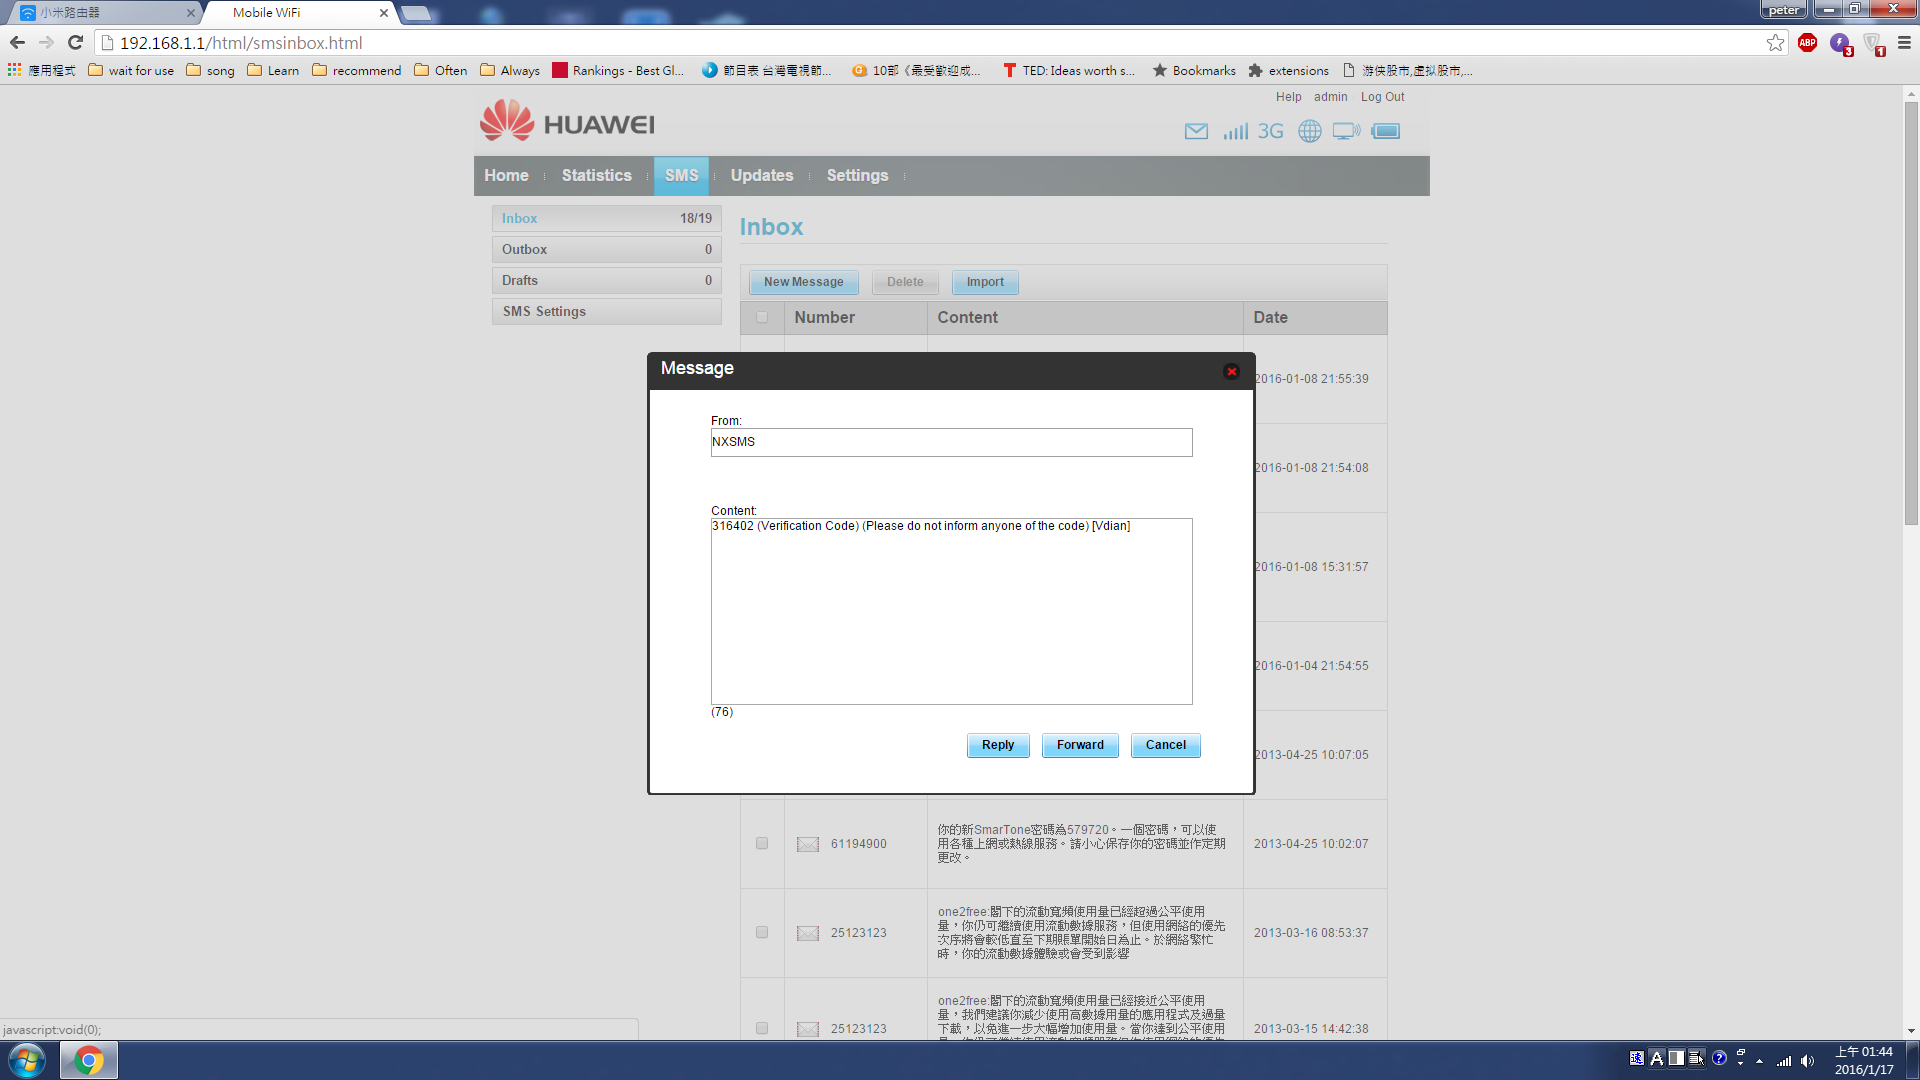 小米路由器
Mobile WiFi
peter
192.168.1.1/html/smsinbox.html
ABP
3
1
應用程式
wait for use
song
Learn
recommend
Often
Always
Rankings - Best Gl...
節目表 台灣電視節...
10部《最受歡迎成...
TED: Ideas worth s...
Bookmarks
extensions
游侠股市,虚拟股市,...
Help admin Log Out
HUAWEI
3G
Home
Statistics
SMS
Updates
Settings
Inbox 18/19
Outbox 0
Drafts 0
SMS Settings
Inbox
New Message
Delete
Import
Number
Content
Date
2016-01-08 21:55:39
2016-01-08 21:54:08
2016-01-08 15:31:57
2016-01-04 21:54:55
2013-04-25 10:07:05
Message
From:
NXSMS
Content:
316402 (Verification Code) (Please do not inform anyone of the code) [Vdian]
(76)
Reply
Forward
Cancel
61194900
你的新SmarTone密碼為579720。一個密碼，可以使
用各種上網或熱線服務。請小心保存你的密碼並作定期
更改。
2013-04-25 10:02:07
25123123
one2free:閣下的流動寬頻使用量已經超過公平使用
量，你仍可繼續使用流動數據服務，但使用網絡的優先
次序將會較低直至下期賬單開始日為止。於網絡繁忙
時，你的流動數據體驗或會受到影響
2013-03-16 08:53:37
25123123
one2free:閣下的流動寬頻使用量已經接近公平使用
量，我們建議你減少使用高數據用量的應用程式及過量
下載，以免進一步大幅增加使用量。當你達到公平使用
2013-03-15 14:42:38
javascript:void(0);
上午 01:44
2016/1/17